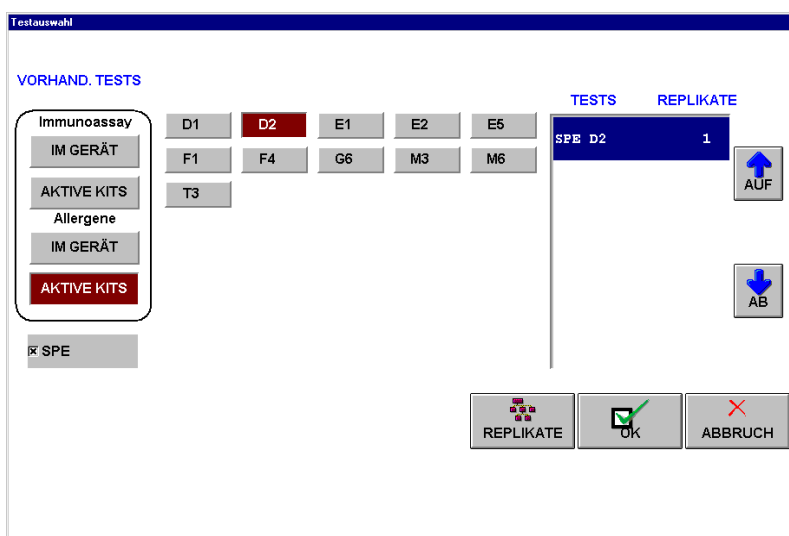 Testauswahl
VORHAND. TESTS
TESTS REPLIKATE
Immunoassay
IM GERÄT
AKTIVE KITS
Allergene
IM GERÄT
AKTIVE KITS
SPE
D1 D2 E1 E2 E5
F1 F4 G6 M3 M6
T3
SPE D2 1
AUF
AB
REPLIKATE OK ABBRUCH